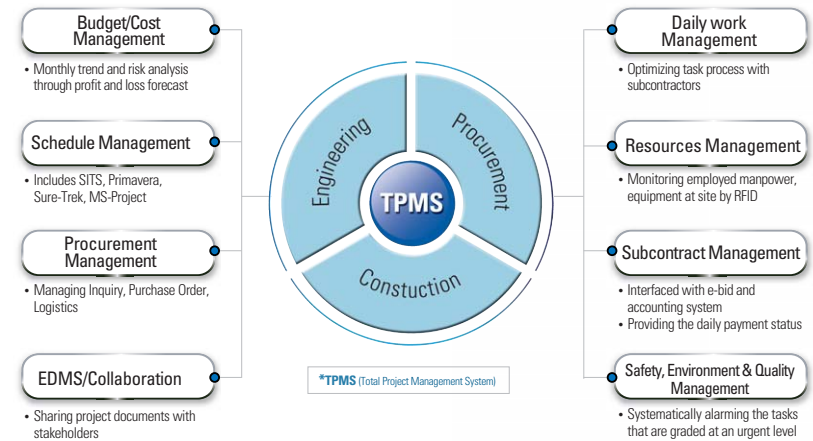 Budget/Cost
Management
• Monthly trend and risk analysis
through profit and loss forecast
Schedule Management
• Includes SITS, Primavera,
Sure-Trek, MS-Project
Procurement
Management
• Managing Inquiry, Purchase Order,
Logistics
EDMS/Collaboration
• Sharing project documents with
stakeholders
Engineering
Procurement
TPMS
Constuction
*TPMS (Total Project Management System)
Daily work
Management
• Optimizing task process with
subcontractors
Resources Management
• Monitoring employed manpower,
equipment at site by RFID
Subcontract Management
• Interfaced with e-bid and
accounting system
• Providing the daily payment status
Safety, Environment & Quality
Management
• Systematically alarming the tasks
that are graded at an urgent level